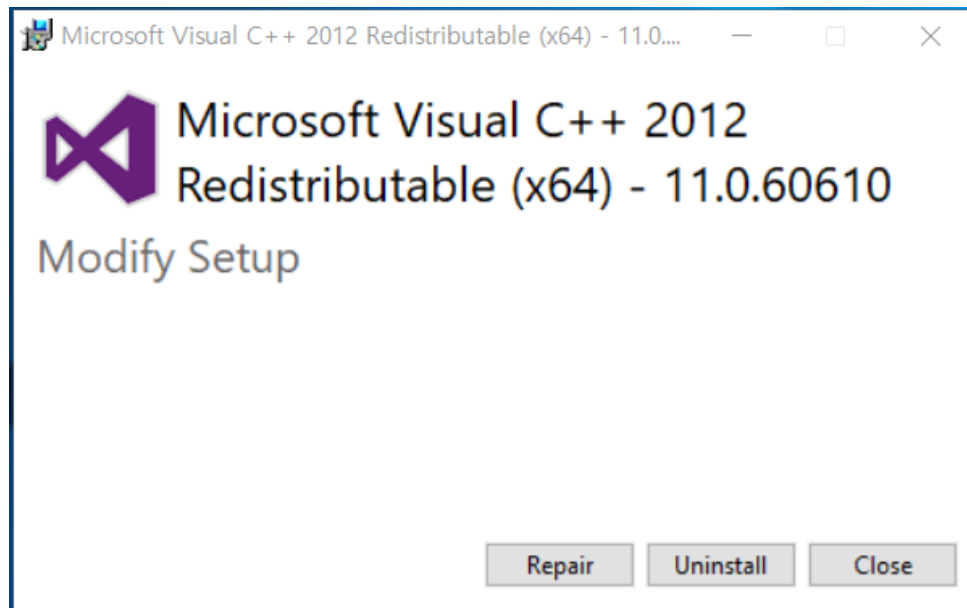 Microsoft Visual C++ 2012 Redistributable (x64) - 11.0....
Microsoft Visual C++ 2012
Redistributable (x64) - 11.0.60610
Modify Setup
Repair Uninstall Close